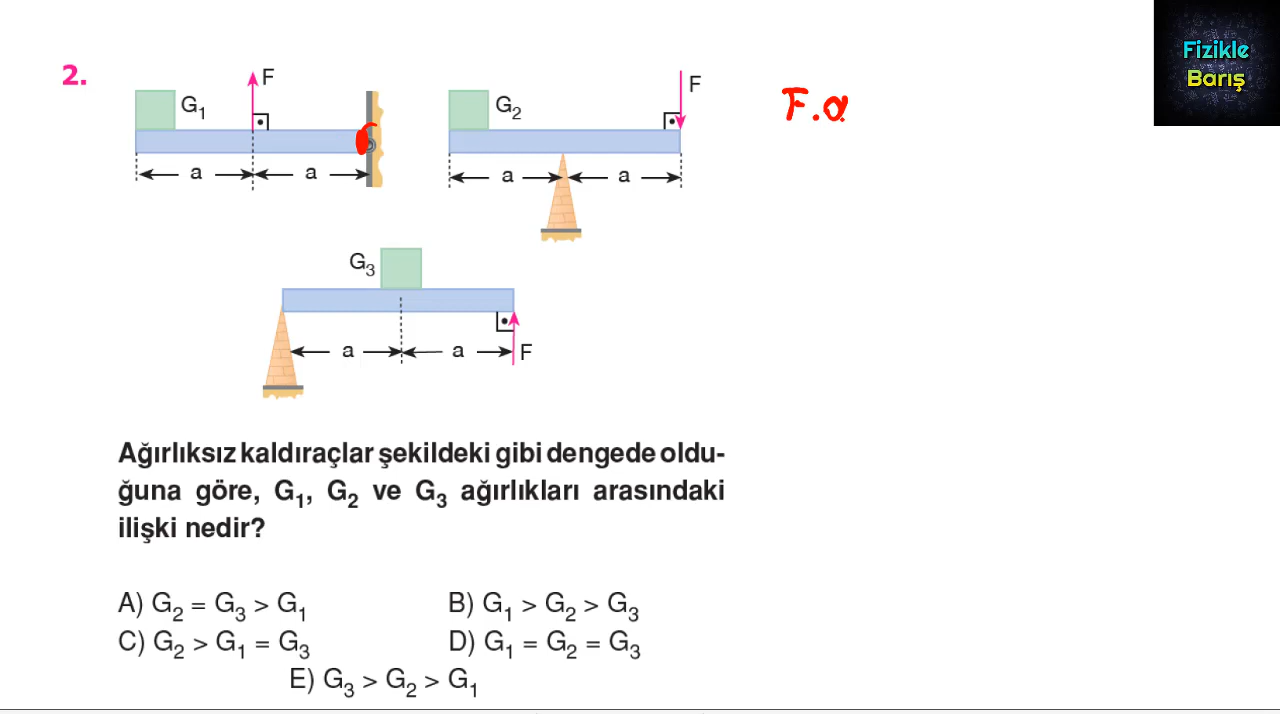 Fizikle
Barış
2.
G1
F
a
a
G2
F
a
a
F.a
G3
a
a
F
Ağırlıksız kaldıraçlar şekildeki gibi dengede oldu-
ğuna göre, G1, G2 ve G3 ağırlıkları arasındaki
ilişki nedir?
A) G2 = G3 > G1
B) G1 > G2 > G3
C) G2 > G1 = G3
D) G1 = G2 = G3
E) G3 > G2 > G1